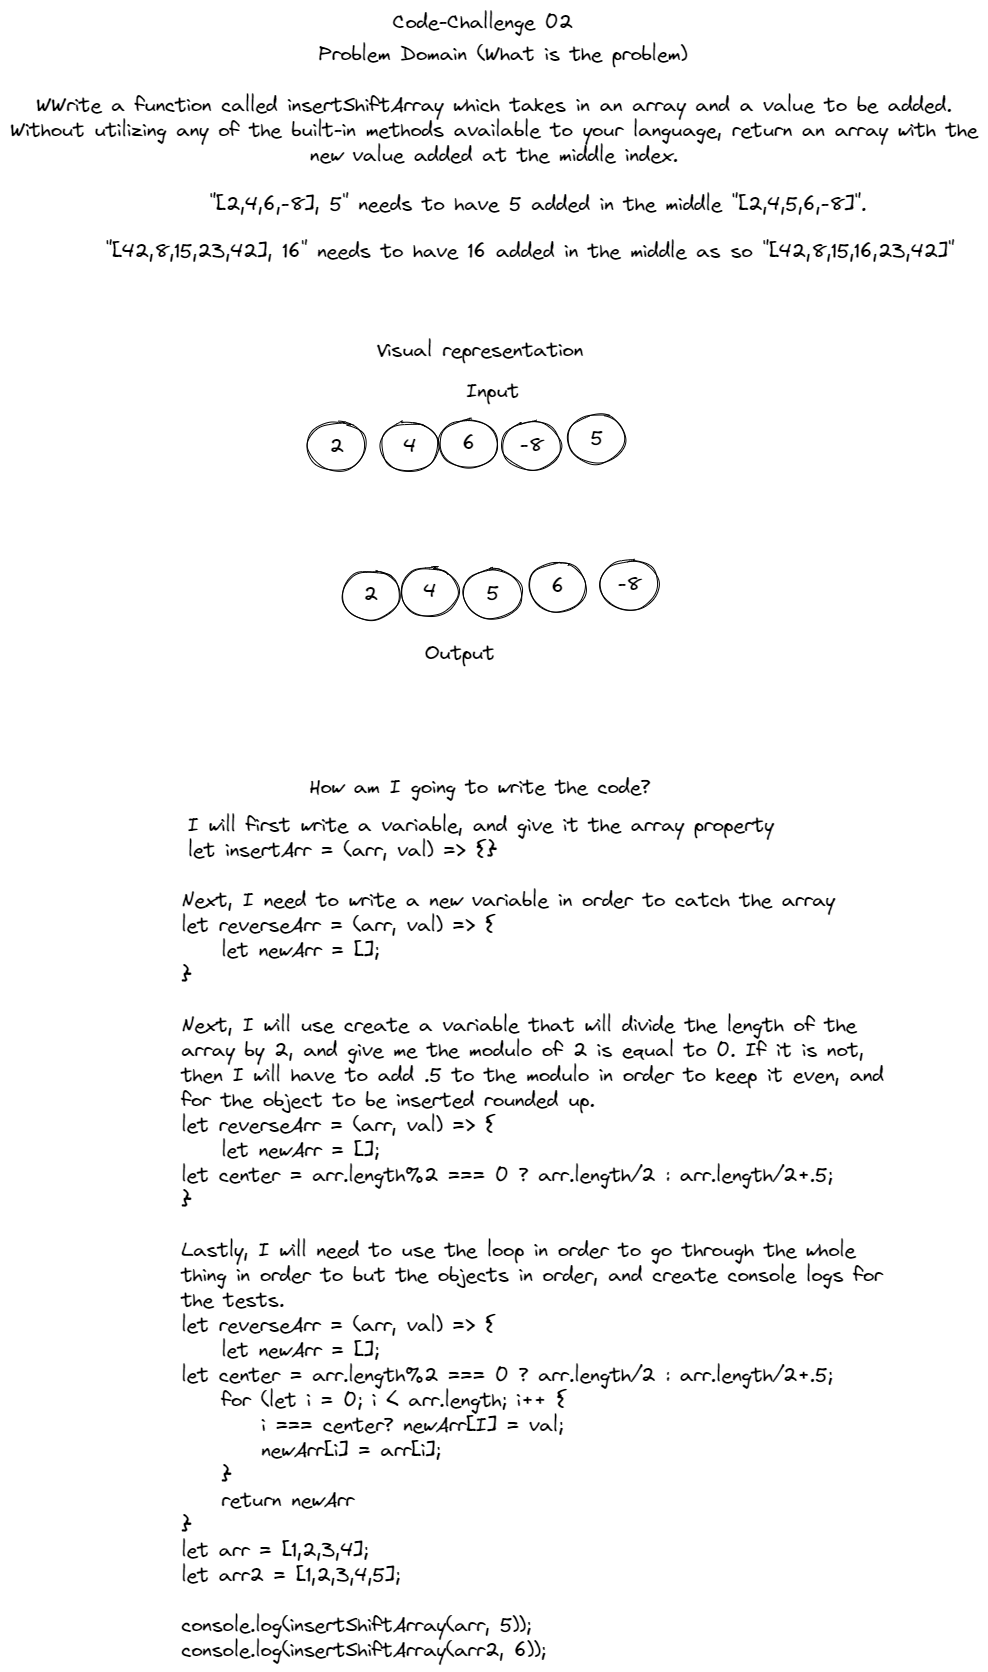 Code-Challenge 02
Problem Domain (What is the problem)
WWrite a function called insertShiftArray which takes in an array and a value to be added.
Without utilizing any of the built-in methods available to your language, return an array with the
new value added at the middle index.
"[2,4,6,-8], 5" needs to have 5 added in the middle "[2,4,5,6,-8]".
"[42,8,15,23,42], 16" needs to have 16 added in the middle as so "[42,8,15,16,23,42]"
Visual representation
Input
2 4 6 -8 5
2 4 5 6 -8
Output
How am I going to write the code?
I will first write a variable, and give it the array property
let insertArr = (arr, val) => {}
Next, I need to write a new variable in order to catch the array
let reverseArr = (arr, val) => {
let newArr = [];
}
Next, I will use create a variable that will divide the length of the
array by 2, and give me the modulo of 2 is equal to 0. If it is not,
then I will have to add .5 to the modulo in order to keep it even, and
for the object to be inserted rounded up.
let reverseArr = (arr, val) => {
let newArr = [];
let center = arr.length%2 === 0 ? arr.length/2 : arr.length/2+.5;
}
Lastly, I will need to use the loop in order to go through the whole
thing in order to but the objects in order, and create console logs for
the tests.
let reverseArr = (arr, val) => {
let newArr = [];
let center = arr.length%2 === 0 ? arr.length/2 : arr.length/2+.5;
for (let i = 0; i < arr.length; i++ {
i === center? newArr[I] = val;
newArr[i] = arr[i];
}
return newArr
}
let arr = [1,2,3,4];
let arr2 = [1,2,3,4,5];
console.log(insertShiftArray(arr, 5));
console.log(insertShiftArray(arr2, 6));